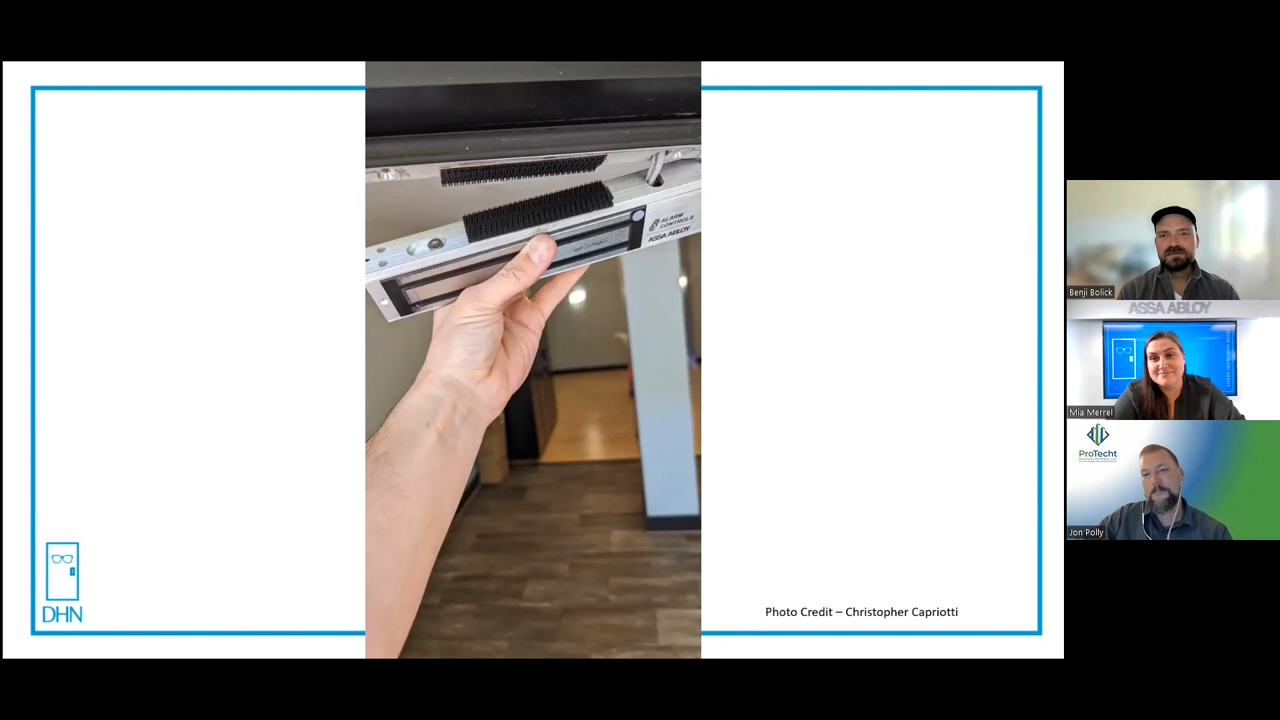 ALARM
CONTROLS
ASSA ABLOY
DHN
Photo Credit – Christopher Capriotti
Benji Bolick
ASSA ABLOY
Mia Merrel
ProTecht
Jon Polly